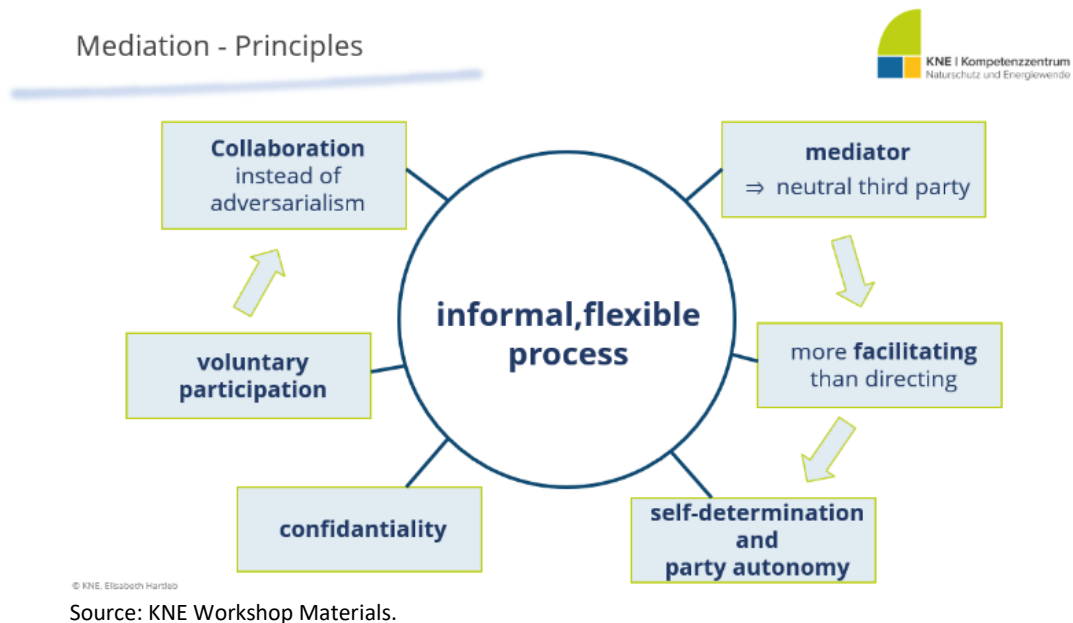 Mediation - Principles
KNE | Kompetenzzentrum
Naturschutz und Energiewende
Collaboration
instead of
adversarialism
mediator
⇒ neutral third party
informal,flexible
process
voluntary
participation
more facilitating
than directing
confidantiality
self-determination
and
party autonomy
© KNE, Elisabeth Hartleb
Source: KNE Workshop Materials.